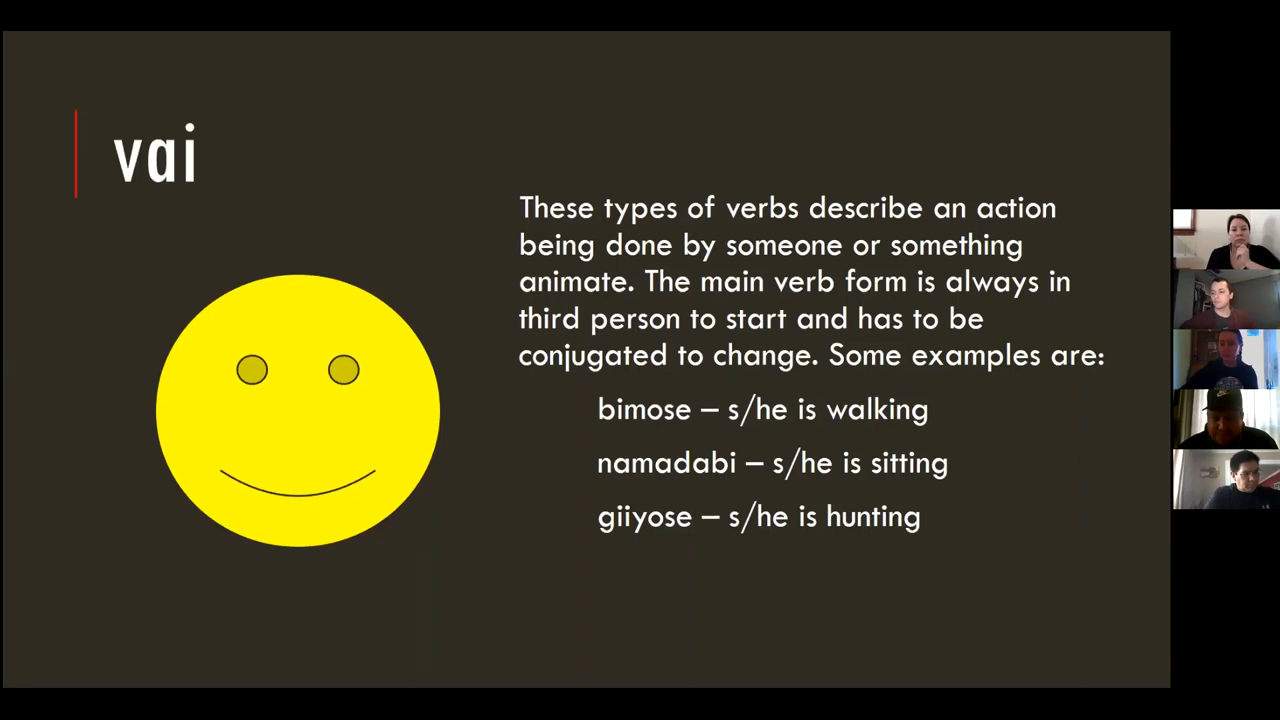 vai
These types of verbs describe an action
being done by someone or something
animate. The main verb form is always in
third person to start and has to be
conjugated to change. Some examples are:
bimose – s/he is walking
namadabi – s/he is sitting
giiyose – s/he is hunting